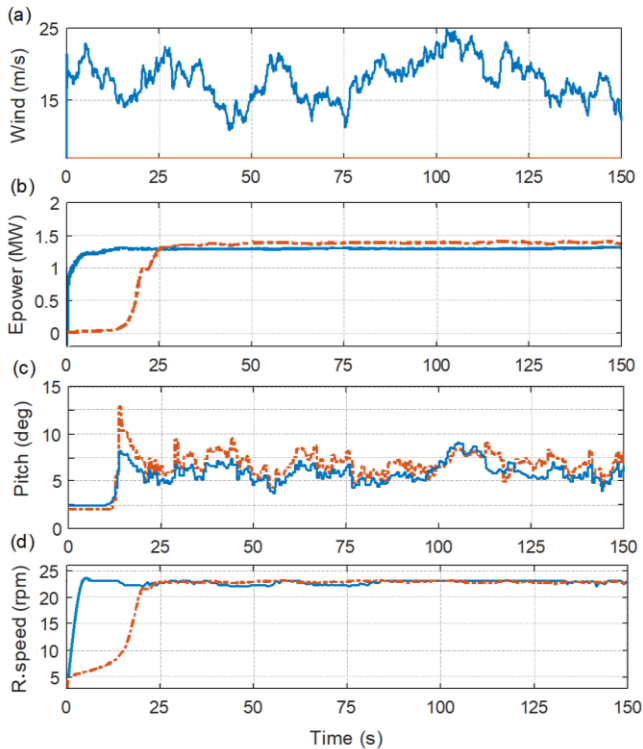 (a)
Wind (m/s)
25
15
0 25 50 75 100 125 150
(b)
Epower (MW)
2
1.5
1
0.5
0
0 25 50 75 100 125 150
(c)
Pitch (deg)
15
10
5
0
0 25 50 75 100 125 150
(d)
R.speed (rpm)
25
20
15
10
5
0 25 50 75 100 125 150
Time (s)